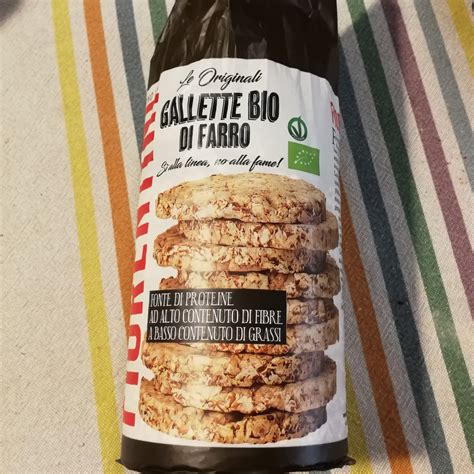 Le Originali
GALLETTE BIO
DI FARRO
Sì alla linea, no alla fame!
FIORENTINE
FONTE DI PROTEINE
AD ALTO CONTENUTO DI FIBRE
A BASSO CONTENUTO DI GRASSI